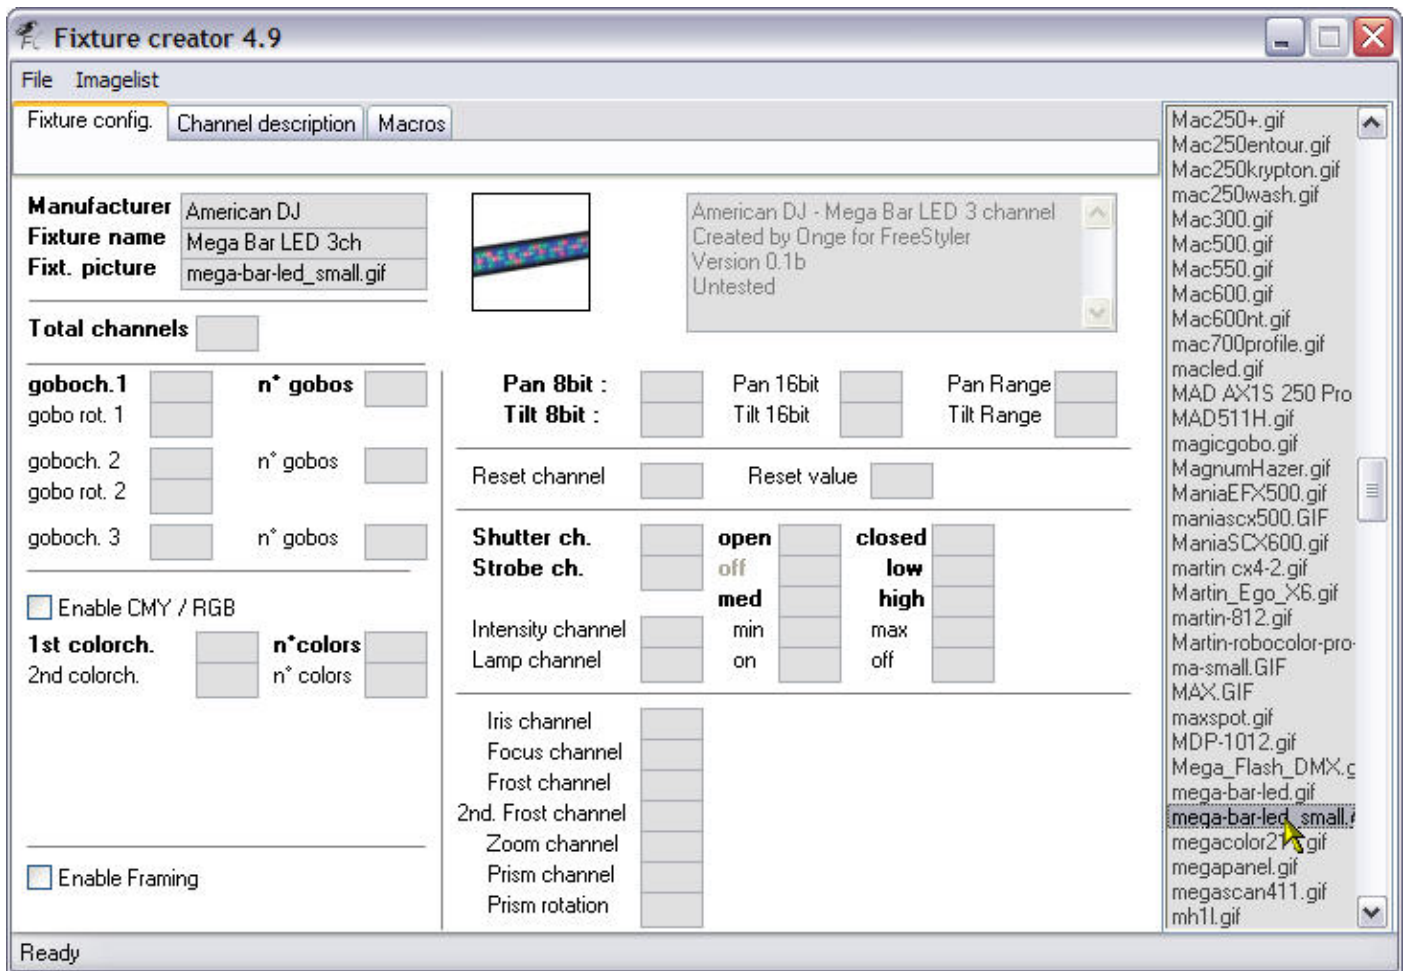 Fixture creator 4.9
File Imagelist
Fixture config. Channel description Macros
Manufacturer American DJ
Fixture name Mega Bar LED 3ch
Fixt. picture mega-bar-led_small.gif
American DJ - Mega Bar LED 3 channel
Created by Onge for FreeStyler
Version 0.1b
Untested
Total channels
goboch.1 n° gobos
gobo rot. 1
goboch. 2 n° gobos
gobo rot. 2
goboch. 3 n° gobos
Enable CMY / RGB
1st colorch. n°colors
2nd colorch. n° colors
Enable Framing
Pan 8bit : Pan 16bit Pan Range
Tilt 8bit : Tilt 16bit Tilt Range
Reset channel Reset value
Shutter ch. open closed
Strobe ch. off low
med high
Intensity channel min max
Lamp channel on off
Iris channel
Focus channel
Frost channel
2nd. Frost channel
Zoom channel
Prism channel
Prism rotation
Mac250+.gif
Mac250entour.gif
Mac250krypton.gif
mac250wash.gif
Mac300.gif
Mac500.gif
Mac550.gif
Mac600.gif
Mac600nt.gif
mac700profile.gif
macled.gif
MAD AX1S 250 Pro
MAD511H.gif
magicgobo.gif
MagnumHazer.gif
ManiaEFX500.gif
maniascx500.GIF
ManiaSCX600.gif
martin cx4-2.gif
Martin_Ego_X6.gif
martin-812.gif
Martin-robocolor-pro-
ma-small.GIF
MAX.GIF
maxspot.gif
MDP-1012.gif
Mega_Flash_DMX.g
mega-bar-led.gif
mega-bar-led_small.
megapanel.gif
megascan411.gif
mh1l.gif
Ready